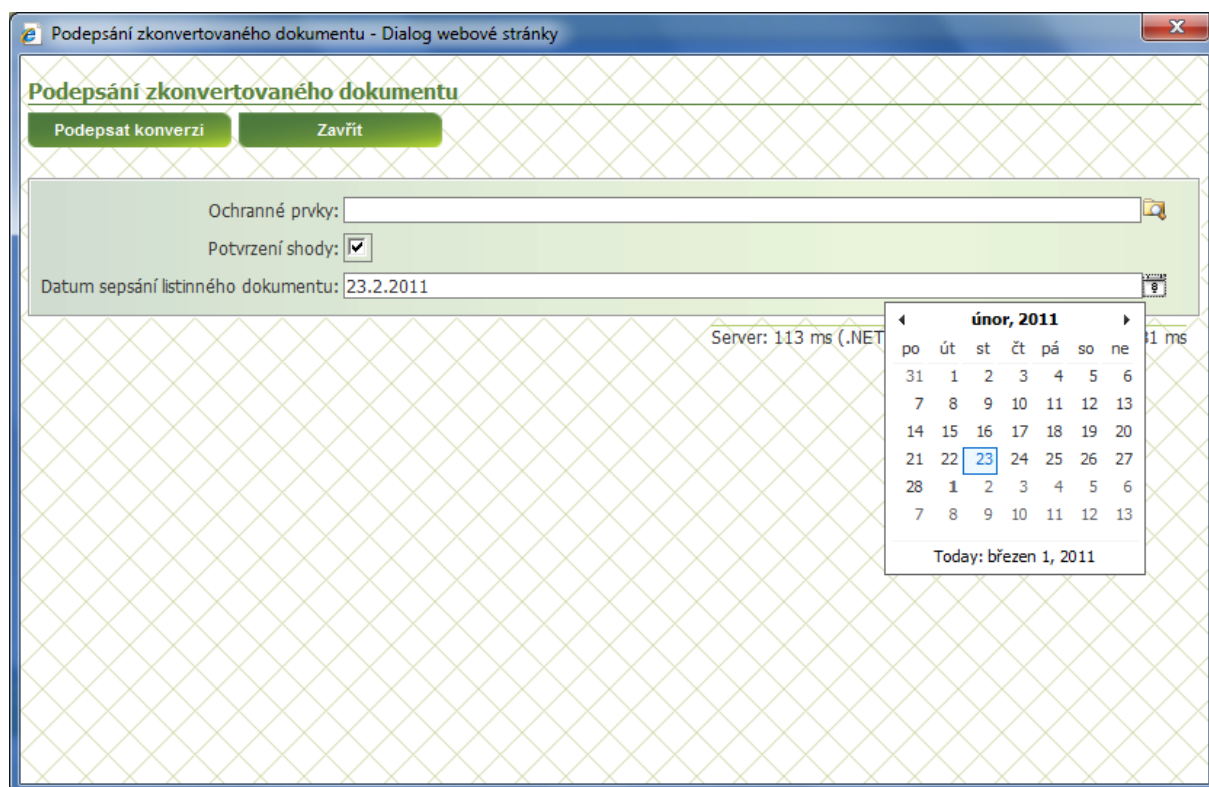 Podepsání zkonvertovaného dokumentu - Dialog webové stránky
Podepsání zkonvertovaného dokumentu
Podepsat konverzi Zavřít
Ochranné prvky:
Potvrzení shody:
Datum sepsání listinného dokumentu: 23.2.2011
Server: 113 ms (.NET
ms
únor, 2011
po út st čt pá so ne
31 1 2 3 4 5 6
7 8 9 10 11 12 13
14 15 16 17 18 19 20
21 22 23 24 25 26 27
28 1 2 3 4 5 6
7 8 9 10 11 12 13
Today: březen 1, 2011